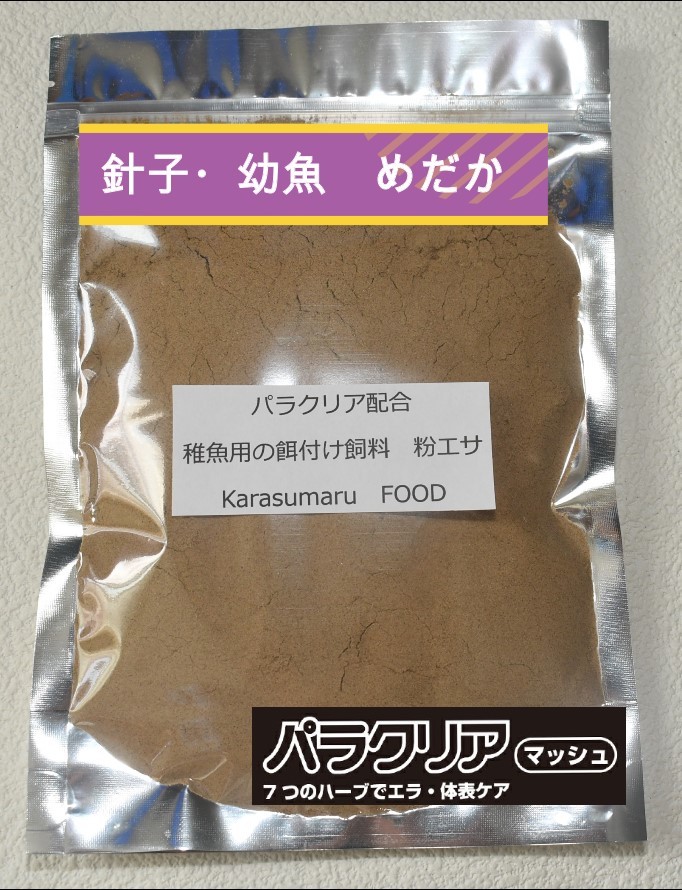 針子・幼魚　めだか
パラクリア配合
稚魚用の餌付け飼料　粉エサ
Karasumaru　FOOD
パラクリア マッシュ
7つのハーブでエラ・体表ケア